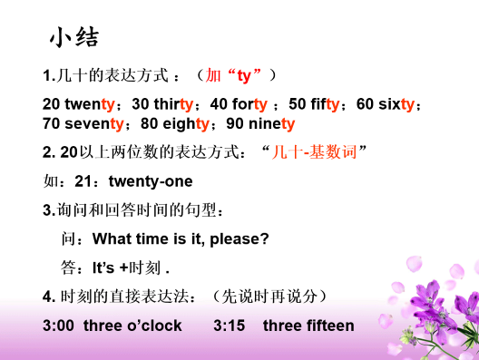 小结
1.几十的表达方式 ：（加“ty”）
20 twenty；30 thirty；40 forty ；50 fifty；60 sixty；
70 seventy；80 eighty；90 ninety
2. 20以上两位数的表达方式：“几十-基数词”
如：21：twenty-one
3.询问和回答时间的句型：
问：What time is it, please?
答：It’s +时刻 .
4. 时刻的直接表达法：（先说时再说分）
3:00 three o’clock 3:15 three fifteen